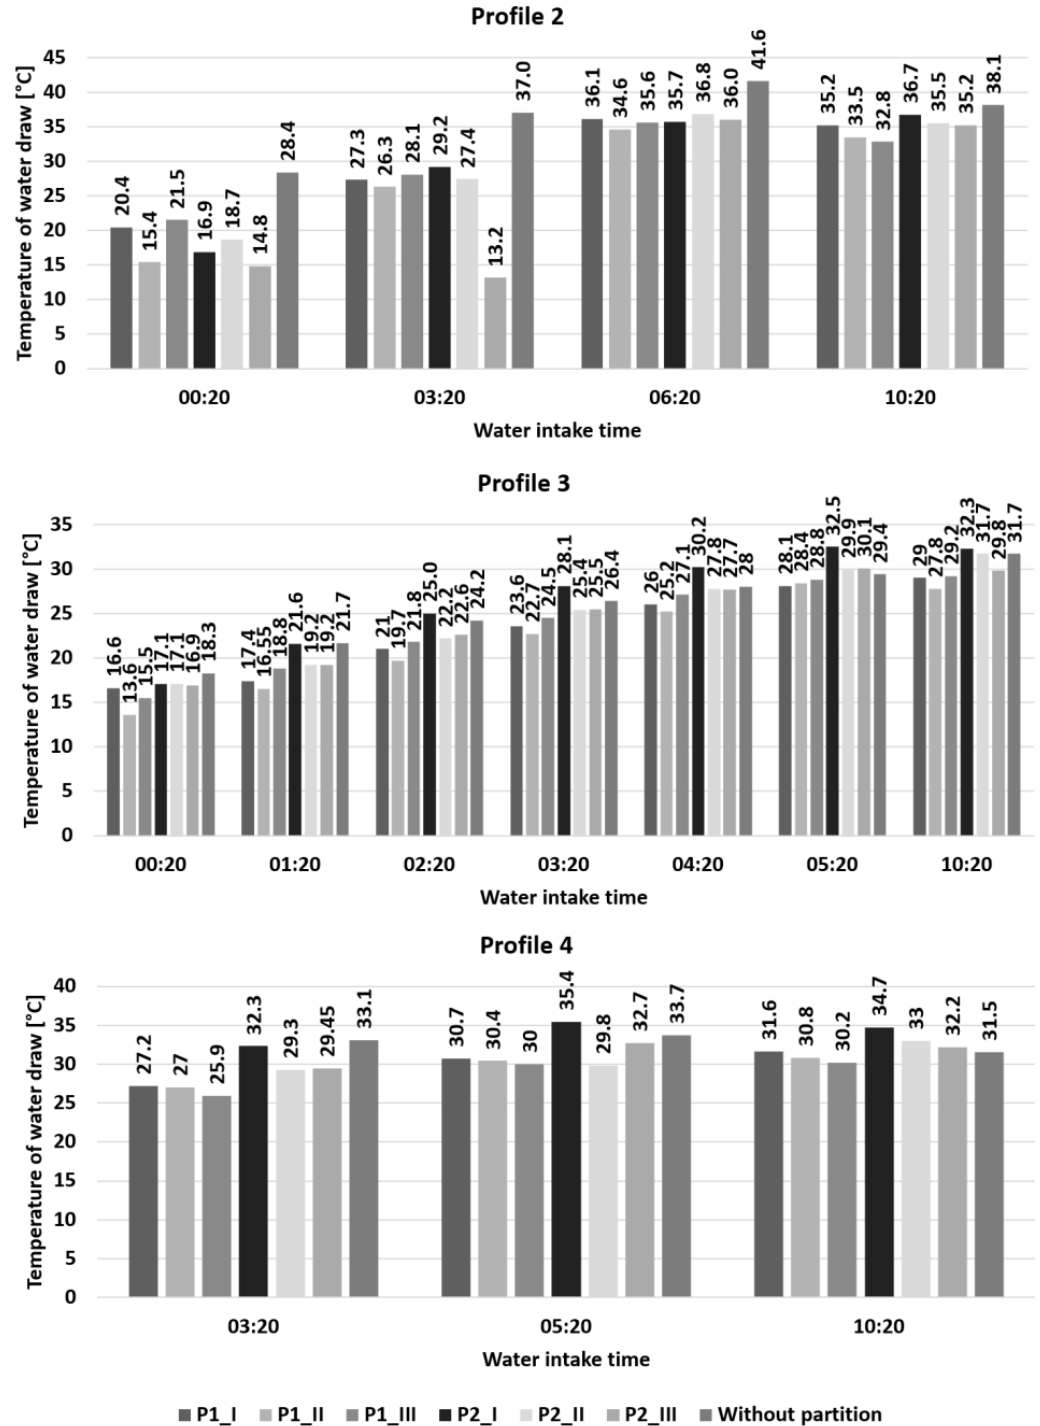 Profile 2
Temperature of water draw [°C]
45
40
35
30
25
20
15
10
5
0
20.4 15.4 21.5 16.9 18.7 14.8 28.4
27.3 26.3 28.1 29.2 27.4 13.2 37.0
36.1 34.6 35.6 35.7 36.8 36.0 41.6
35.2 33.5 32.8 36.7 35.5 35.2 38.1
00:20 03:20 06:20 10:20
Water intake time
Profile 3
Temperature of water draw [°C]
35
30
25
20
15
10
5
0
16.6 13.6 15.5 17.1 17.1 16.9 18.3
17.4 16.55 18.8 21.6 19.2 19.2 21.7
21 19.7 21.8 25.0 22.2 22.6 24.2
23.6 22.7 24.5 28.1 25.4 25.5 26.4
26 25.2 27.1 30.2 27.8 27.7 28
28.1 28.4 28.8 32.5 29.9 30.1 29.4
29 27.8 29.2 32.3 31.7 29.8 31.7
00:20 01:20 02:20 03:20 04:20 05:20 10:20
Water intake time
Profile 4
Temperature of water draw [°C]
40
35
30
25
20
15
10
5
0
27.2 27 25.9 32.3 29.3 29.45 33.1
30.7 30.4 30 35.4 29.8 32.7 33.7
31.6 30.8 30.2 34.7 33 32.2 31.5
03:20 05:20 10:20
Water intake time
P1_I P1_II P1_III P2_I P2_II P2_III Without partition